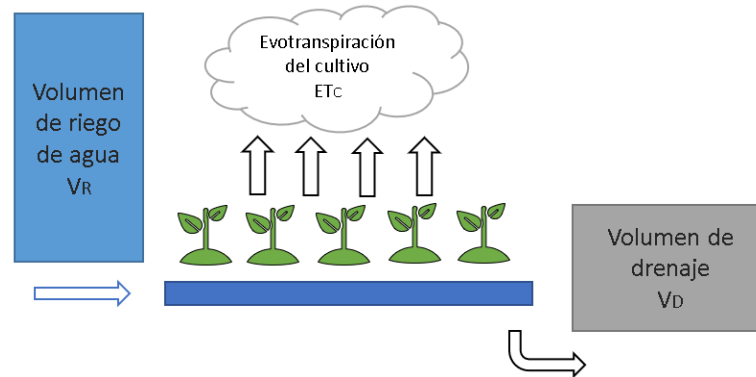 Volumen
de riego
de agua
VR
Evotranspiración
del cultivo
ETc
Volumen de
drenaje
VD